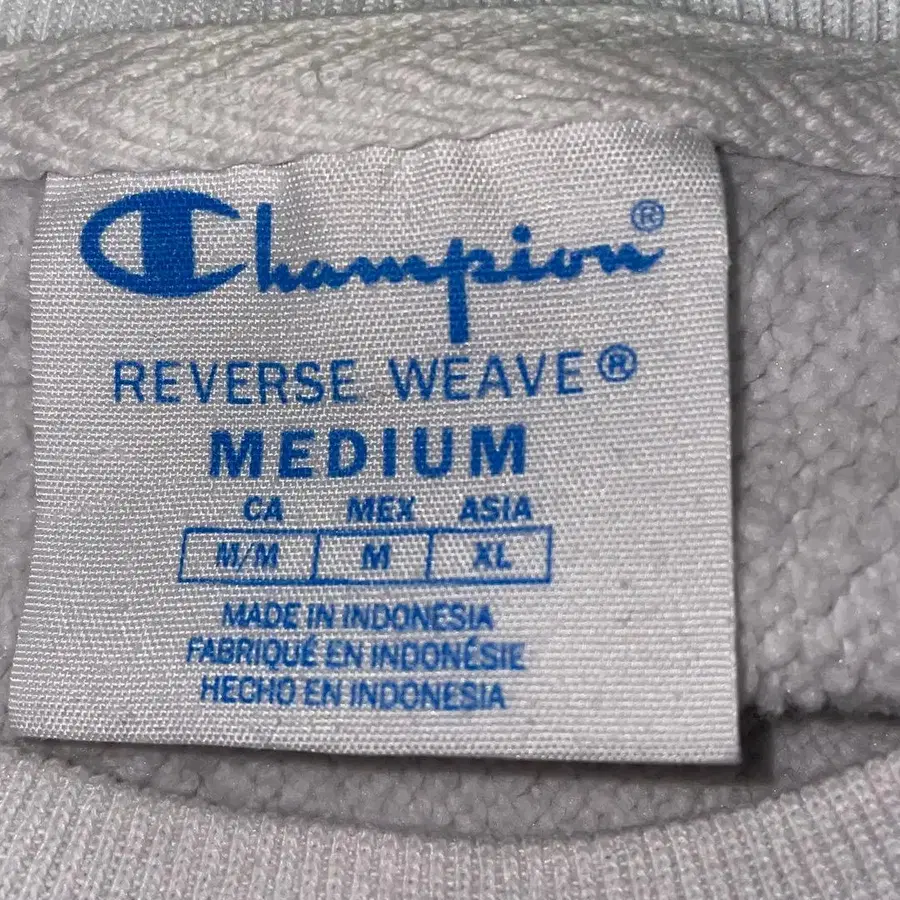 Champion®
REVERSE WEAVE®
MEDIUM
CA MEX ASIA
M/M M XL
MADE IN INDONESIA
FABRIQUÉ EN INDONÉSIE
HECHO EN INDONESIA